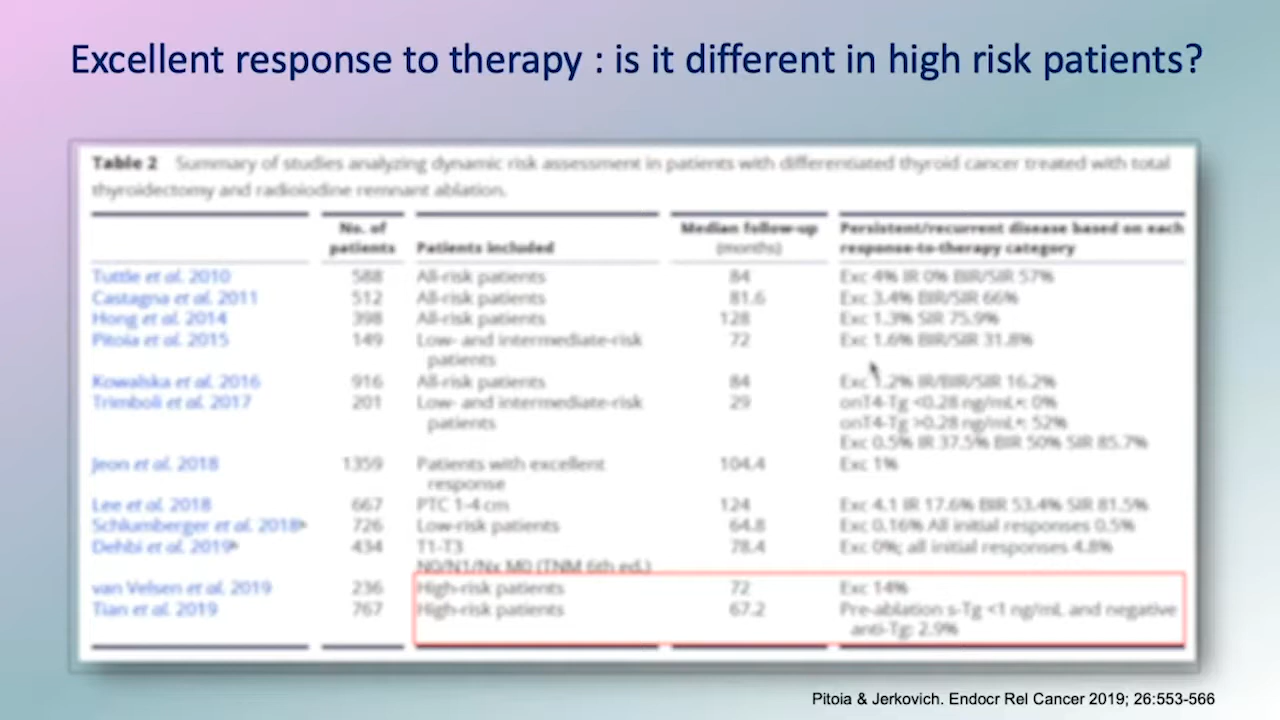 Excellent response to therapy : is it different in high risk patients?
Table 2 Summary of studies analyzing dynamic risk assessment in patients with differentiated thyroid cancer treated with total
thyroidectomy and radioiodine remnant ablation.
No. of patients Patients included Median follow-up (months) Persistent/recurrent disease based on each response-to-therapy category
Tuttle et al. 2010 588 All-risk patients 84 Exc 4% IR 0% BIR/SIR 57%
Castagna et al. 2011 512 All-risk patients 81.6 Exc 3.4% BIR/SIR 66%
Hong et al. 2014 398 All-risk patients 128 Exc 1.3% SIR 75.9%
Pitoia et al. 2015 149 Low- and intermediate-risk 72 Exc 1.6% BIR/SIR 31.8%
patients
Kowalska et al. 2016 916 All-risk patients 84 Exc 1.2% IR/BIR/SIR 16.2%
Trimboli et al. 2017 201 Low- and intermediate-risk 29 onT4-Tg <0.28 ng/mL: 0%
patients onT4-Tg >0.28 ng/mL: 52%
Exc 0.5% IR 37.5% BIR 50% SIR 85.7%
Jeon et al. 2018 1359 Patients with excellent 104.4 Exc 1%
response
Lee et al. 2018 667 PTC 1-4 cm 124 Exc 4.1 IR 17.6% BIR 53.4% SIR 81.5%
Schlumberger et al. 2018 726 Low-risk patients 64.8 Exc 0.16% All initial responses 0.5%
Dehbi et al. 2019 434 T1-T3 78.4 Exc 0%; all initial responses 4.8%
N0/N1/Nx M0 (TNM 6th ed.)
van Velsen et al. 2019 236 High-risk patients 72 Exc 14%
Tian et al. 2019 767 High-risk patients 67.2 Pre-ablation s-Tg <1 ng/mL and negative
anti-Tg: 2.9%
Pitoia & Jerkovich. Endocr Rel Cancer 2019; 26:553-566